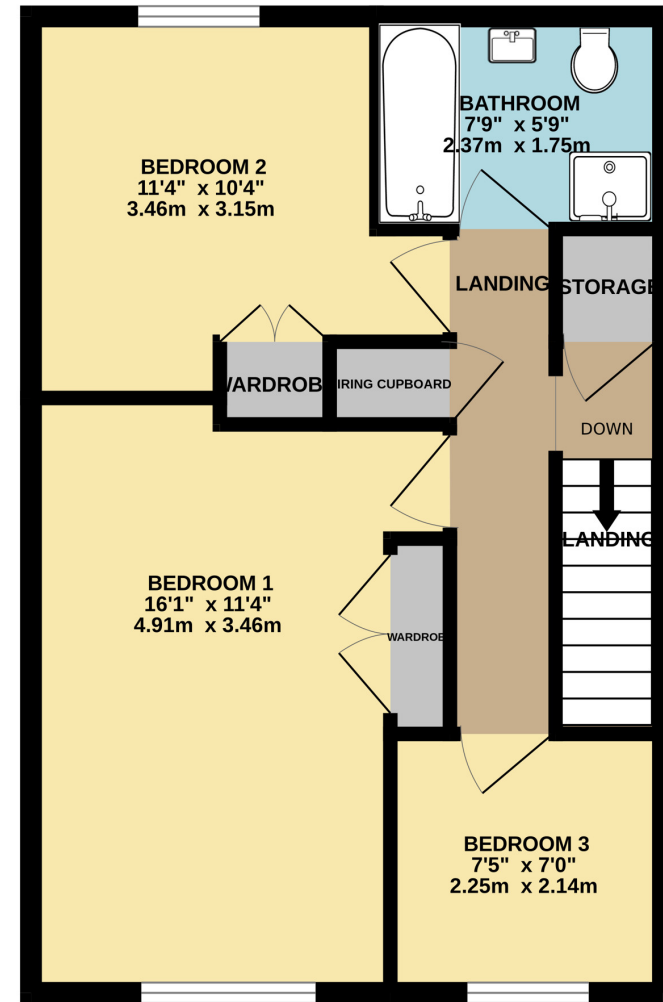 BATHROOM
7'9" x 5'9"
2.37m x 1.75m
BEDROOM 2
11'4" x 10'4"
3.46m x 3.15m
LANDING
STORAGE
WARDROB
IRING CUPBOARD
DOWN
LANDING
BEDROOM 1
16'1" x 11'4"
4.91m x 3.46m
WARDROB
BEDROOM 3
7'5" x 7'0"
2.25m x 2.14m